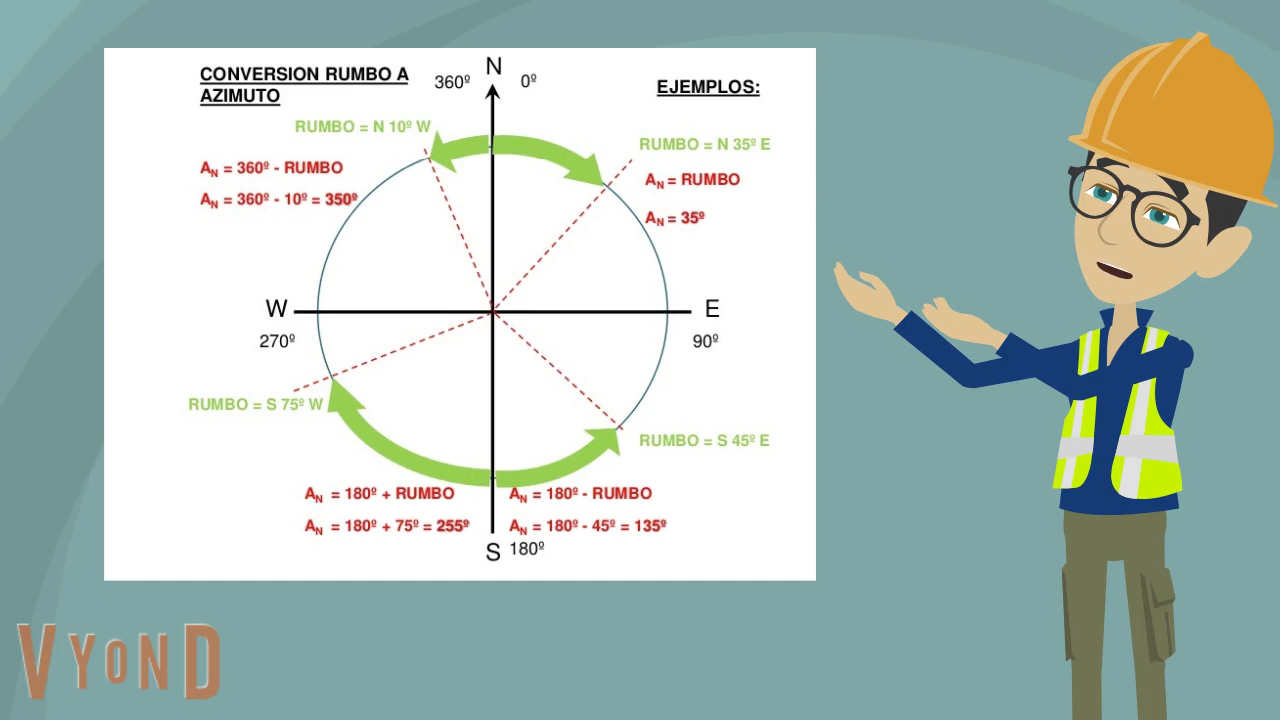 CONVERSION RUMBO A
AZIMUTO
360º
N
0º
EJEMPLOS:
RUMBO = N 10º W
RUMBO = N 35º E
AN = 360º - RUMBO
AN = RUMBO
AN = 360º - 10º = 350º
AN = 35º
W
E
270º
90º
RUMBO = S 75º W
RUMBO = S 45º E
AN = 180º + RUMBO
AN = 180º - RUMBO
AN = 180º + 75º = 255º
AN = 180º - 45º = 135º
S
180º
VYOND